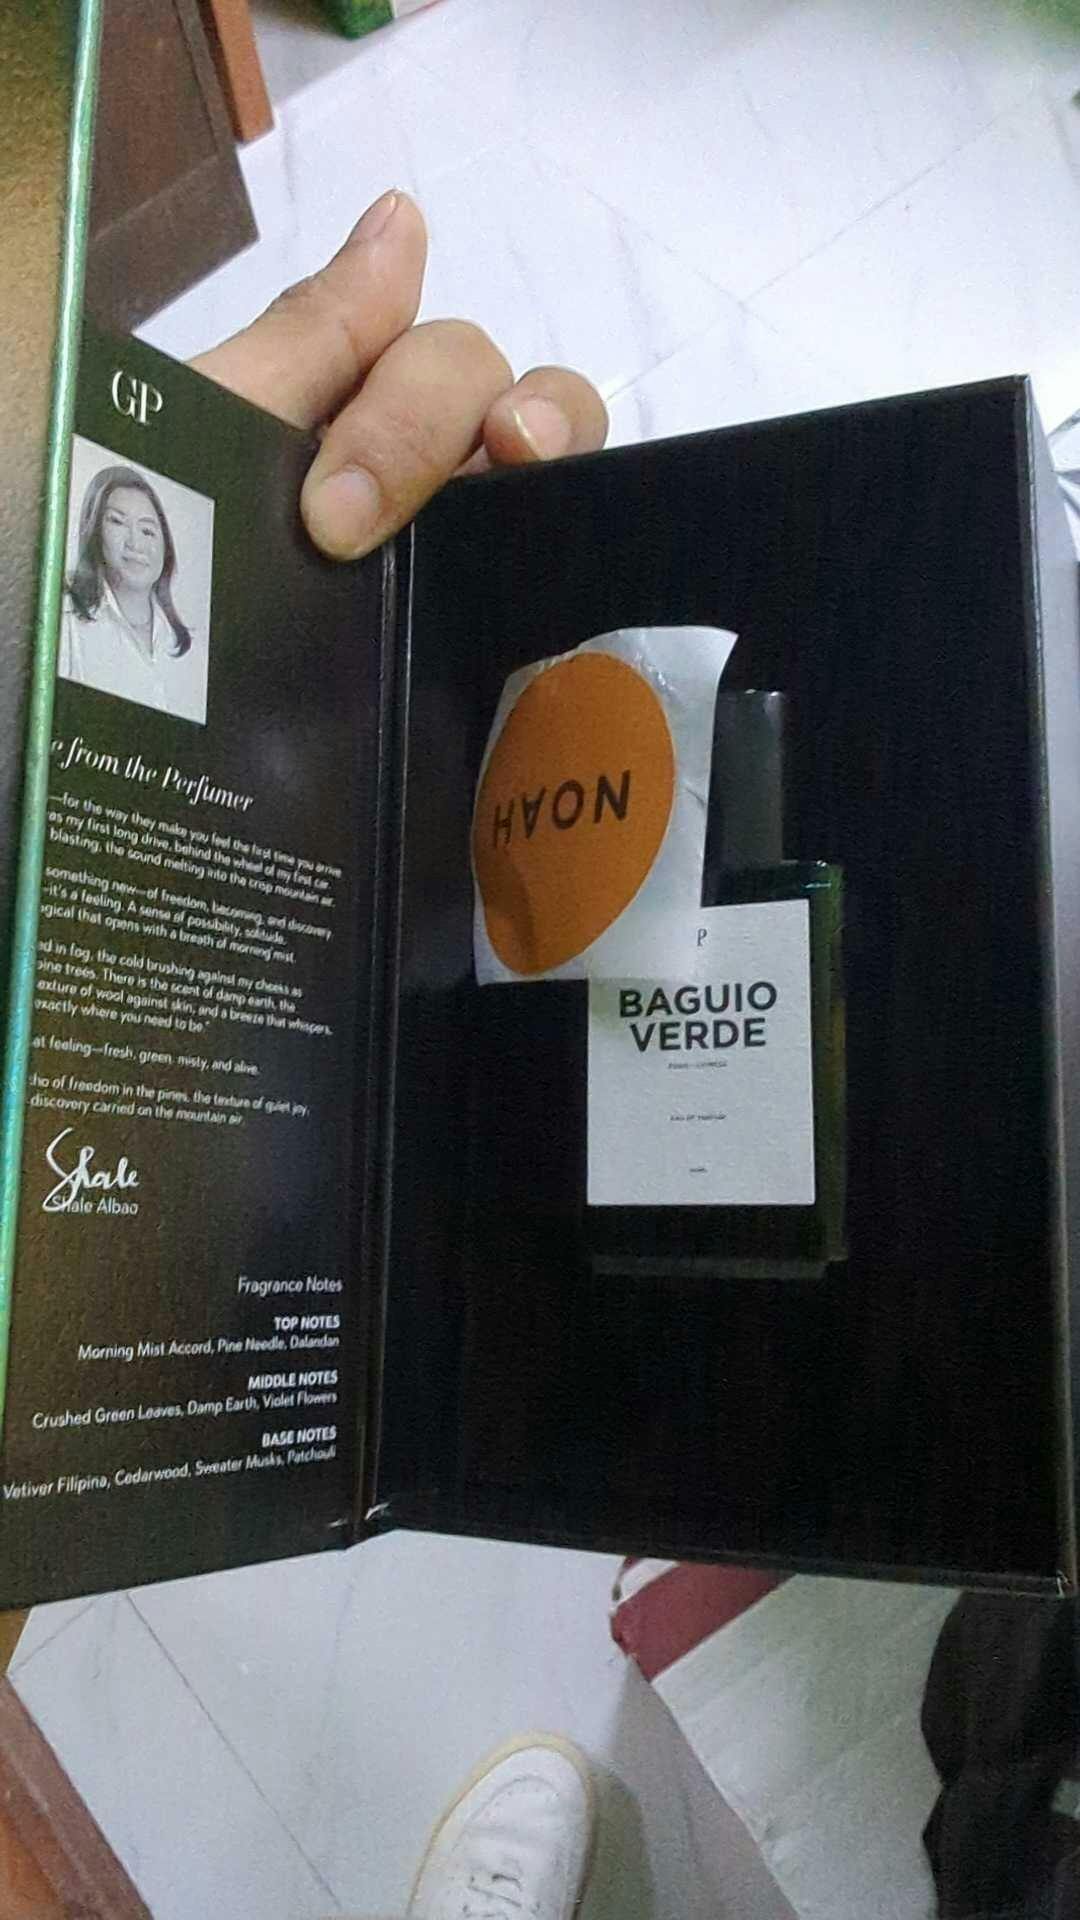 GP
e from the Perfumer
—for the way they make you feel the first time you arrive
as my first long drive, behind the wheel of my first car.
blasting, the sound melting into the crisp mountain air.
something new—of freedom, becoming, and discovery
—it's a feeling. A sense of possibility, solitude.
ogical that opens with a breath of morning mist.
ed in fog, the cold brushing against my cheeks as
pine trees. There is the scent of damp earth, the
exture of wool against skin, and a breeze that whispers.
exactly where you need to be."
at feeling—fresh, green, misty, and alive.
cho of freedom in the pines, the texture of quiet joy,
discovery carried on the mountain air
Shale
Shale Albao
Fragrance Notes
TOP NOTES
Morning Mist Accord, Pine Needle, Dalandan
MIDDLE NOTES
Crushed Green Leaves, Damp Earth, Violet Flowers
BASE NOTES
Vetiver Filipina, Cedarwood, Sweater Musks, Patchouli
NOAH
P
BAGUIO
VERDE
EAU DE PARFUM